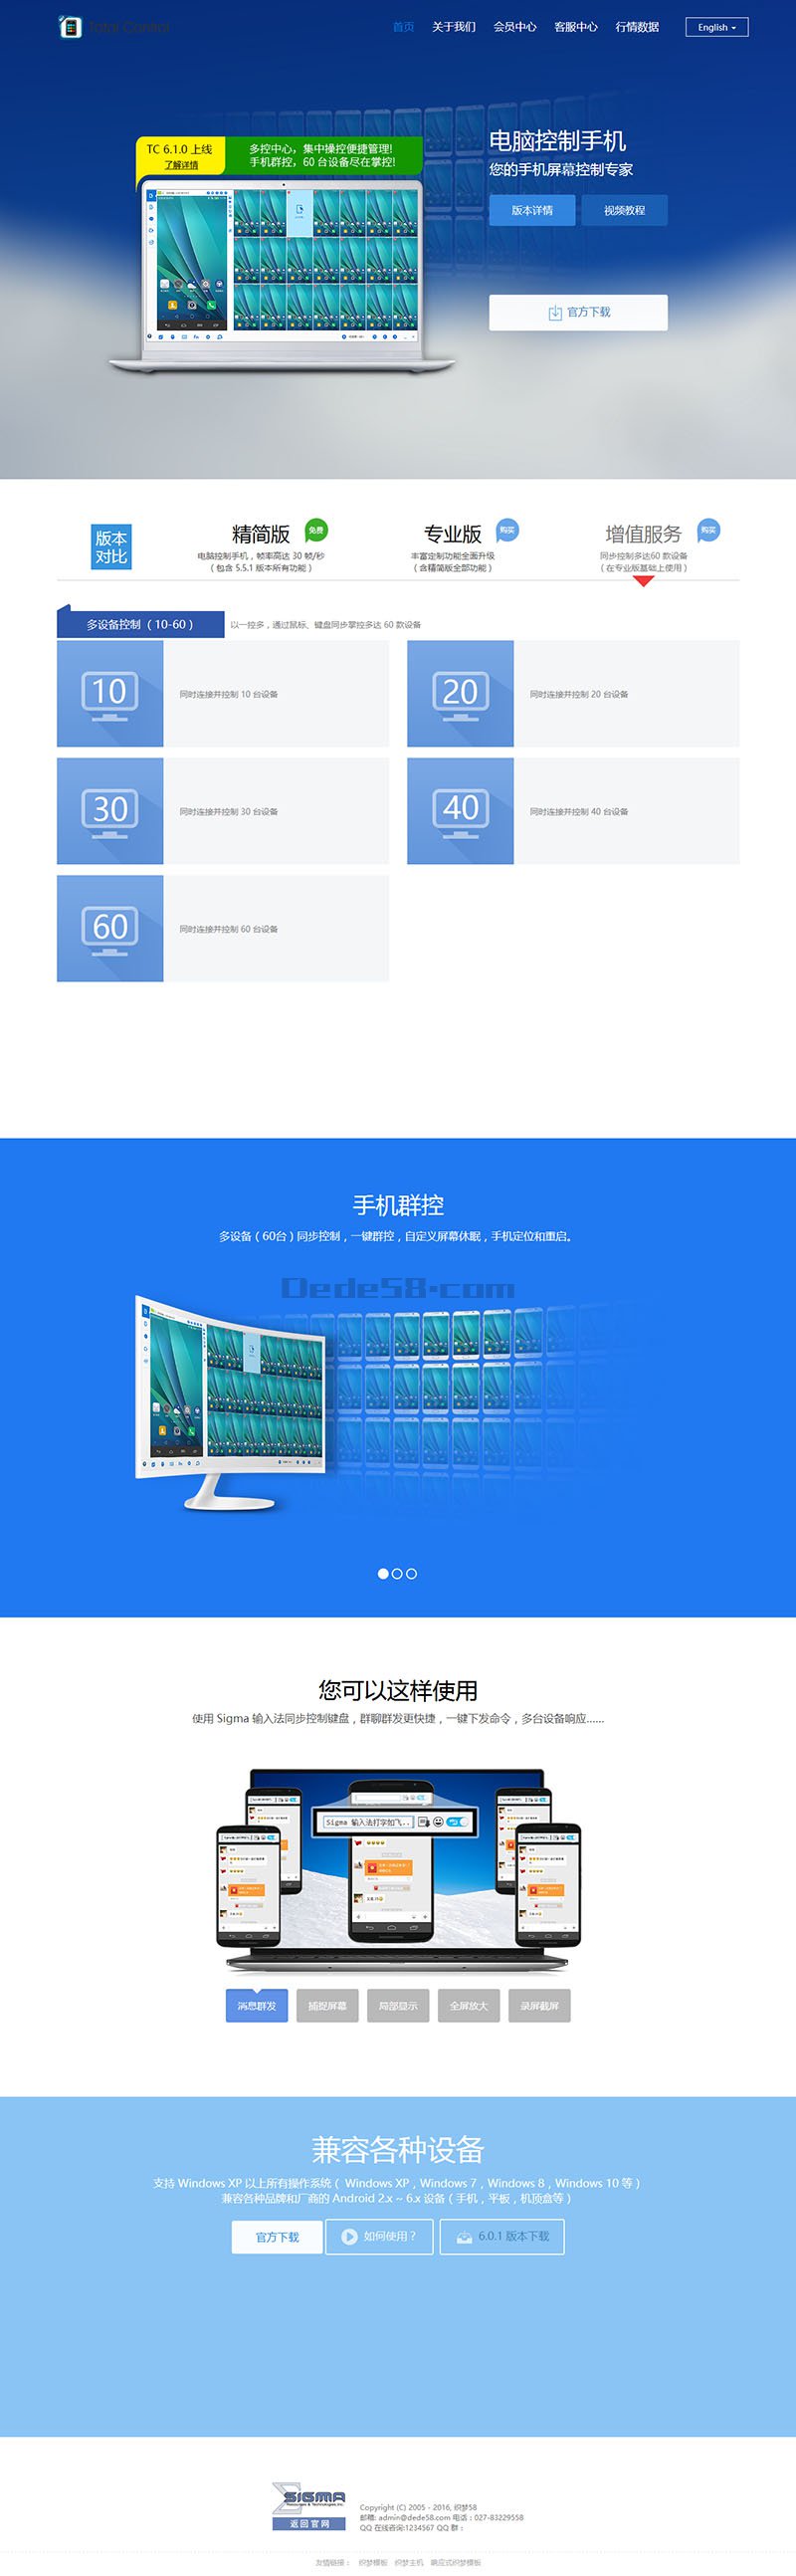 Total Control
首页 关于我们 会员中心 客服中心 行情数据 English
TC 6.1.0 上线
了解详情
多控中心，集中操控便捷管理!
手机群控，60 台设备尽在掌控!
电脑控制手机
您的手机屏幕控制专家
版本详情 视频教程
官方下载
版本
对比
精简版 免费
电脑控制手机，帧率高达 30 帧/秒
（包含 5.5.1 版本所有功能）
专业版 购买
丰富定制功能全面升级
（含精简版全部功能）
增值服务 购买
同步控制多达60 款设备
（在专业版基础上使用）
多设备控制（10-60） 以一控多，通过鼠标、键盘同步掌控多达 60 款设备
10 同时连接并控制 10 台设备
20 同时连接并控制 20 台设备
30 同时连接并控制 30 台设备
40 同时连接并控制 40 台设备
60 同时连接并控制 60 台设备
手机群控
多设备（60台）同步控制，一键群控，自定义屏幕休眠，手机定位和重启。
Dede58.com
您可以这样使用
使用 Sigma 输入法同步控制键盘，群聊群发更快捷，一键下发命令，多台设备响应......
Sigma 输入法打字如飞..
消息群发 捕捉屏幕 局部显示 全屏放大 录屏截屏
兼容各种设备
支持 Windows XP 以上所有操作系统（ Windows XP，Windows 7，Windows 8，Windows 10 等）
兼容各种品牌和厂商的 Android 2.x ~ 6.x 设备（手机，平板，机顶盒等）
官方下载 如何使用？ 6.0.1 版本下载
SIGMA
返回官网
Copyright (C) 2005 - 2016, 织梦58
邮箱: admin@dede58.com 电话：027-83229558
QQ 在线咨询:1234567 QQ 群：
友情链接： 织梦模板 织梦主机 响应式织梦模板